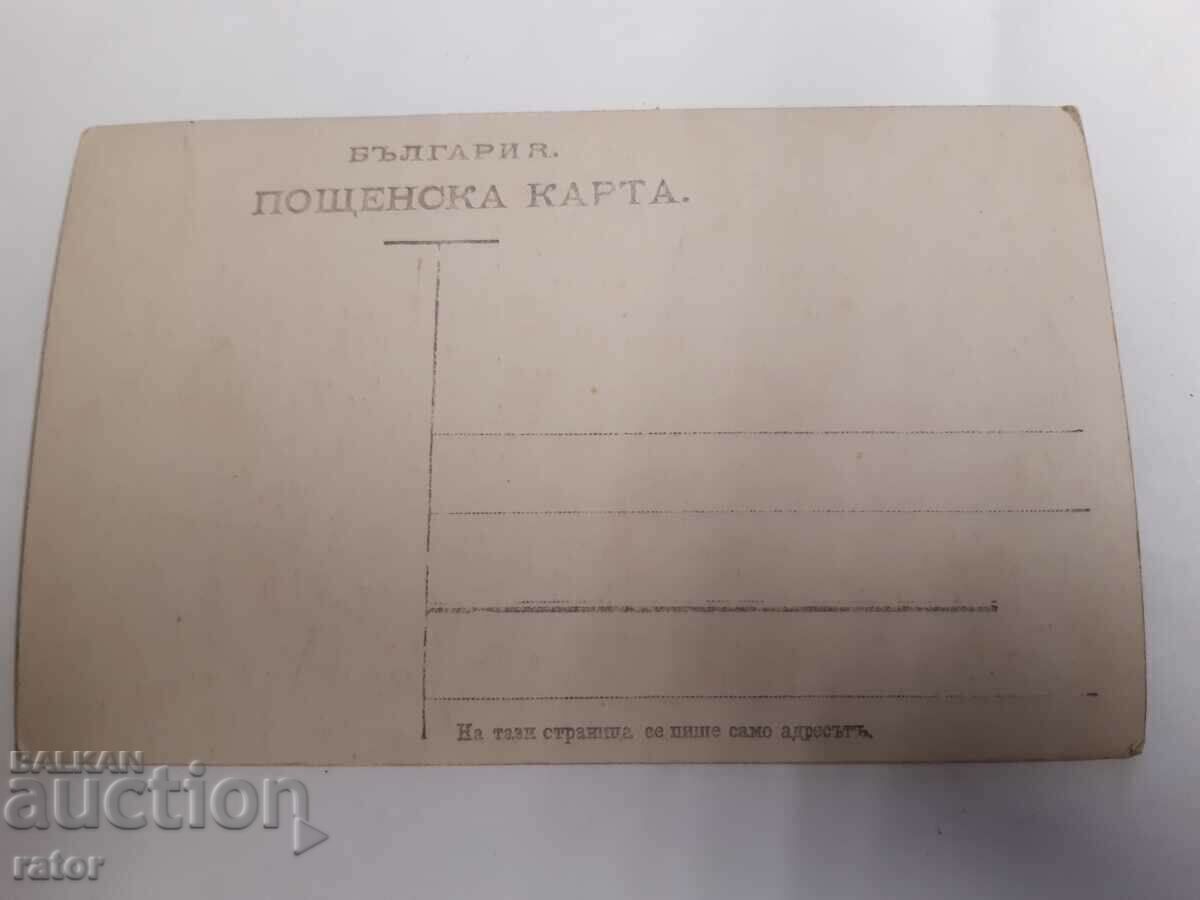 БЪЛГАРИЯ.
ПОЩЕНСКА КАРТА.
На тази страница се пише само адресътъ.
BALKAN
auction
rator